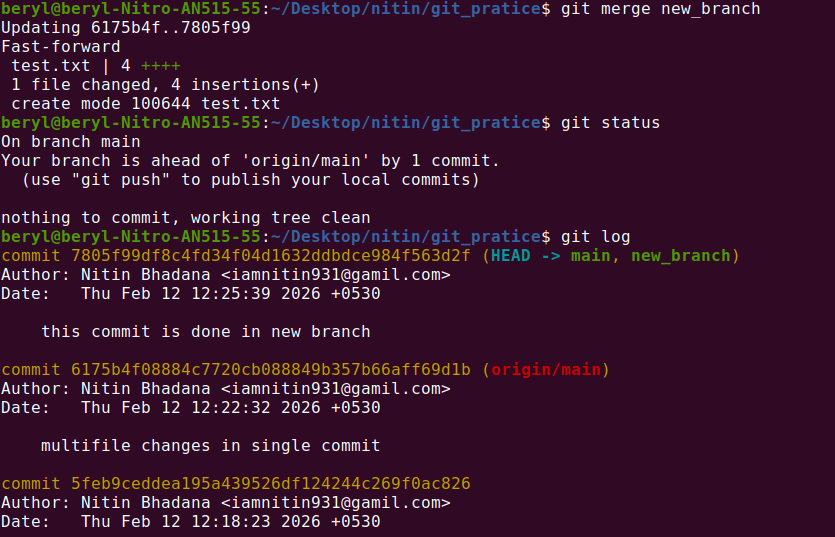 beryl@beryl-Nitro-AN515-55:~/Desktop/nitin/git_pratice$ git merge new_branch
Updating 6175b4f..7805f99
Fast-forward
 test.txt | 4 ++++
 1 file changed, 4 insertions(+)
 create mode 100644 test.txt
beryl@beryl-Nitro-AN515-55:~/Desktop/nitin/git_pratice$ git status
On branch main
Your branch is ahead of 'origin/main' by 1 commit.
  (use "git push" to publish your local commits)

nothing to commit, working tree clean
beryl@beryl-Nitro-AN515-55:~/Desktop/nitin/git_pratice$ git log
commit 7805f99df8c4fd34f04d1632ddbdce984f563d2f (HEAD -> main, new_branch)
Author: Nitin Bhadana <iamnitin931@gamil.com>
Date:   Thu Feb 12 12:25:39 2026 +0530

    this commit is done in new branch

commit 6175b4f08884c7720cb088849b357b66aff69d1b (origin/main)
Author: Nitin Bhadana <iamnitin931@gamil.com>
Date:   Thu Feb 12 12:22:32 2026 +0530

    multifile changes in single commit

commit 5feb9ceddea195a439526df124244c269f0ac826
Author: Nitin Bhadana <iamnitin931@gamil.com>
Date:   Thu Feb 12 12:18:23 2026 +0530